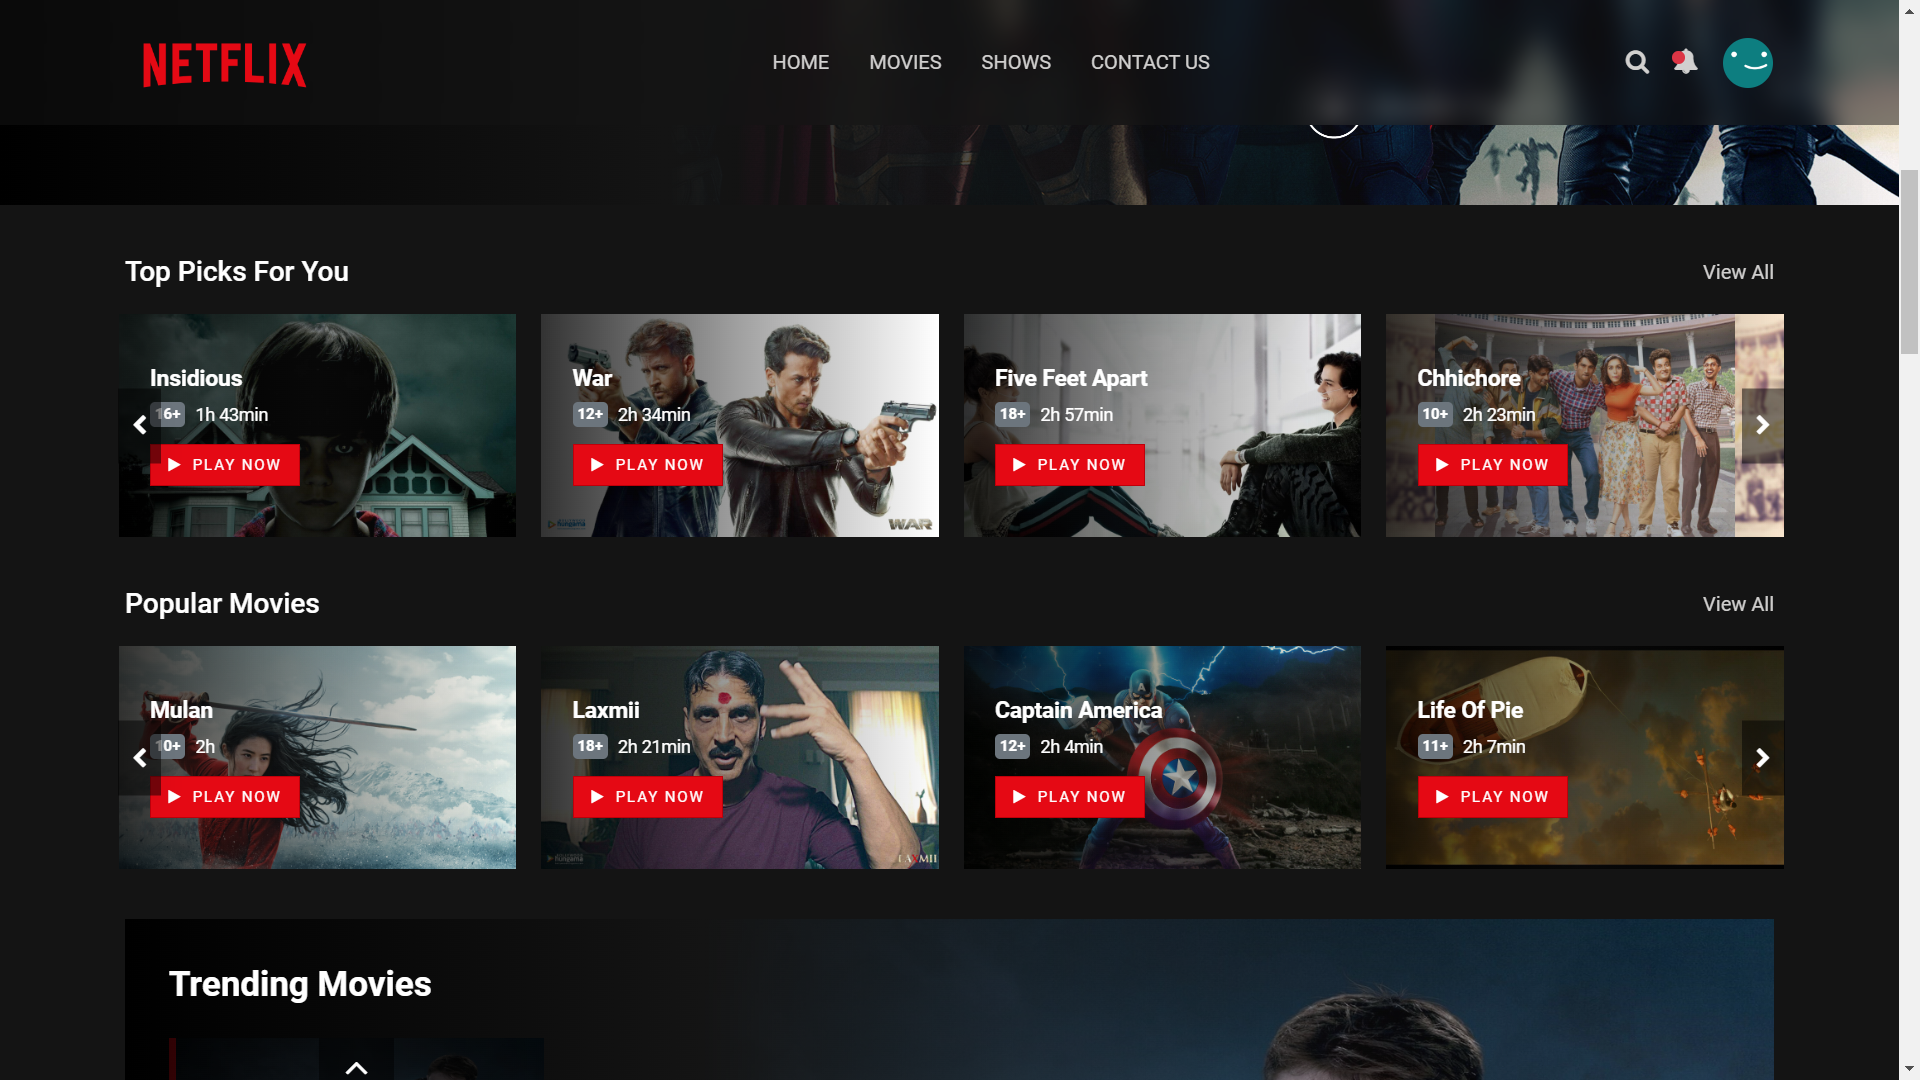 NETFLIX
HOME MOVIES SHOWS CONTACT US
Top Picks For You
View All
Insidious
16+ 1h 43min
PLAY NOW
War
12+ 2h 34min
PLAY NOW
hungama
WAR
Five Feet Apart
18+ 2h 57min
PLAY NOW
Chhichore
10+ 2h 23min
PLAY NOW
Popular Movies
View All
Mulan
10+ 2h
PLAY NOW
Laxmii
18+ 2h 21min
PLAY NOW
hungama
LAXMII
Captain America
12+ 2h 4min
PLAY NOW
Life Of Pie
11+ 2h 7min
PLAY NOW
Trending Movies